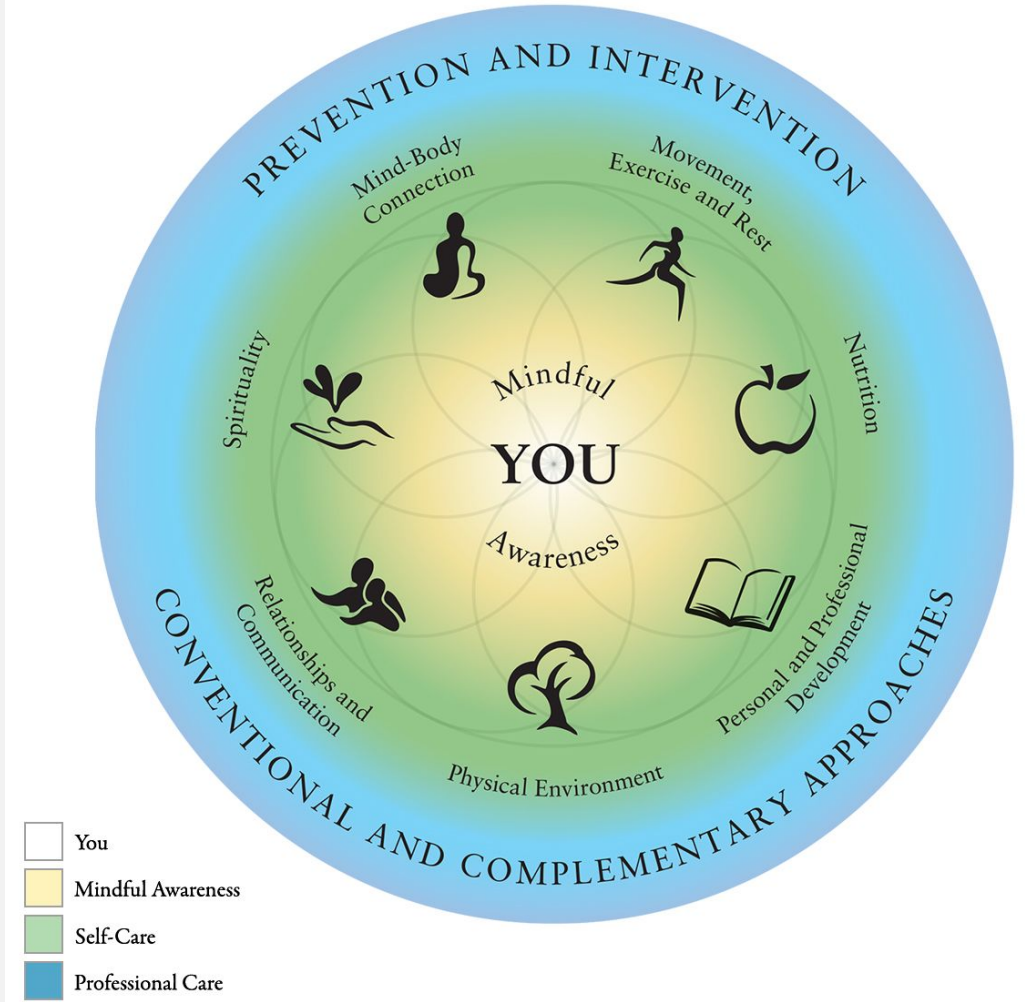 PREVENTION AND INTERVENTION
Mind-Body
Connection
Movement,
Exercise and Rest
Spirituality
Nutrition
Mindful
YOU
Awareness
Relationships and
Communication
Personal and Professional
Development
Physical Environment
CONVENTIONAL AND COMPLEMENTARY APPROACHES
You
Mindful Awareness
Self-Care
Professional Care